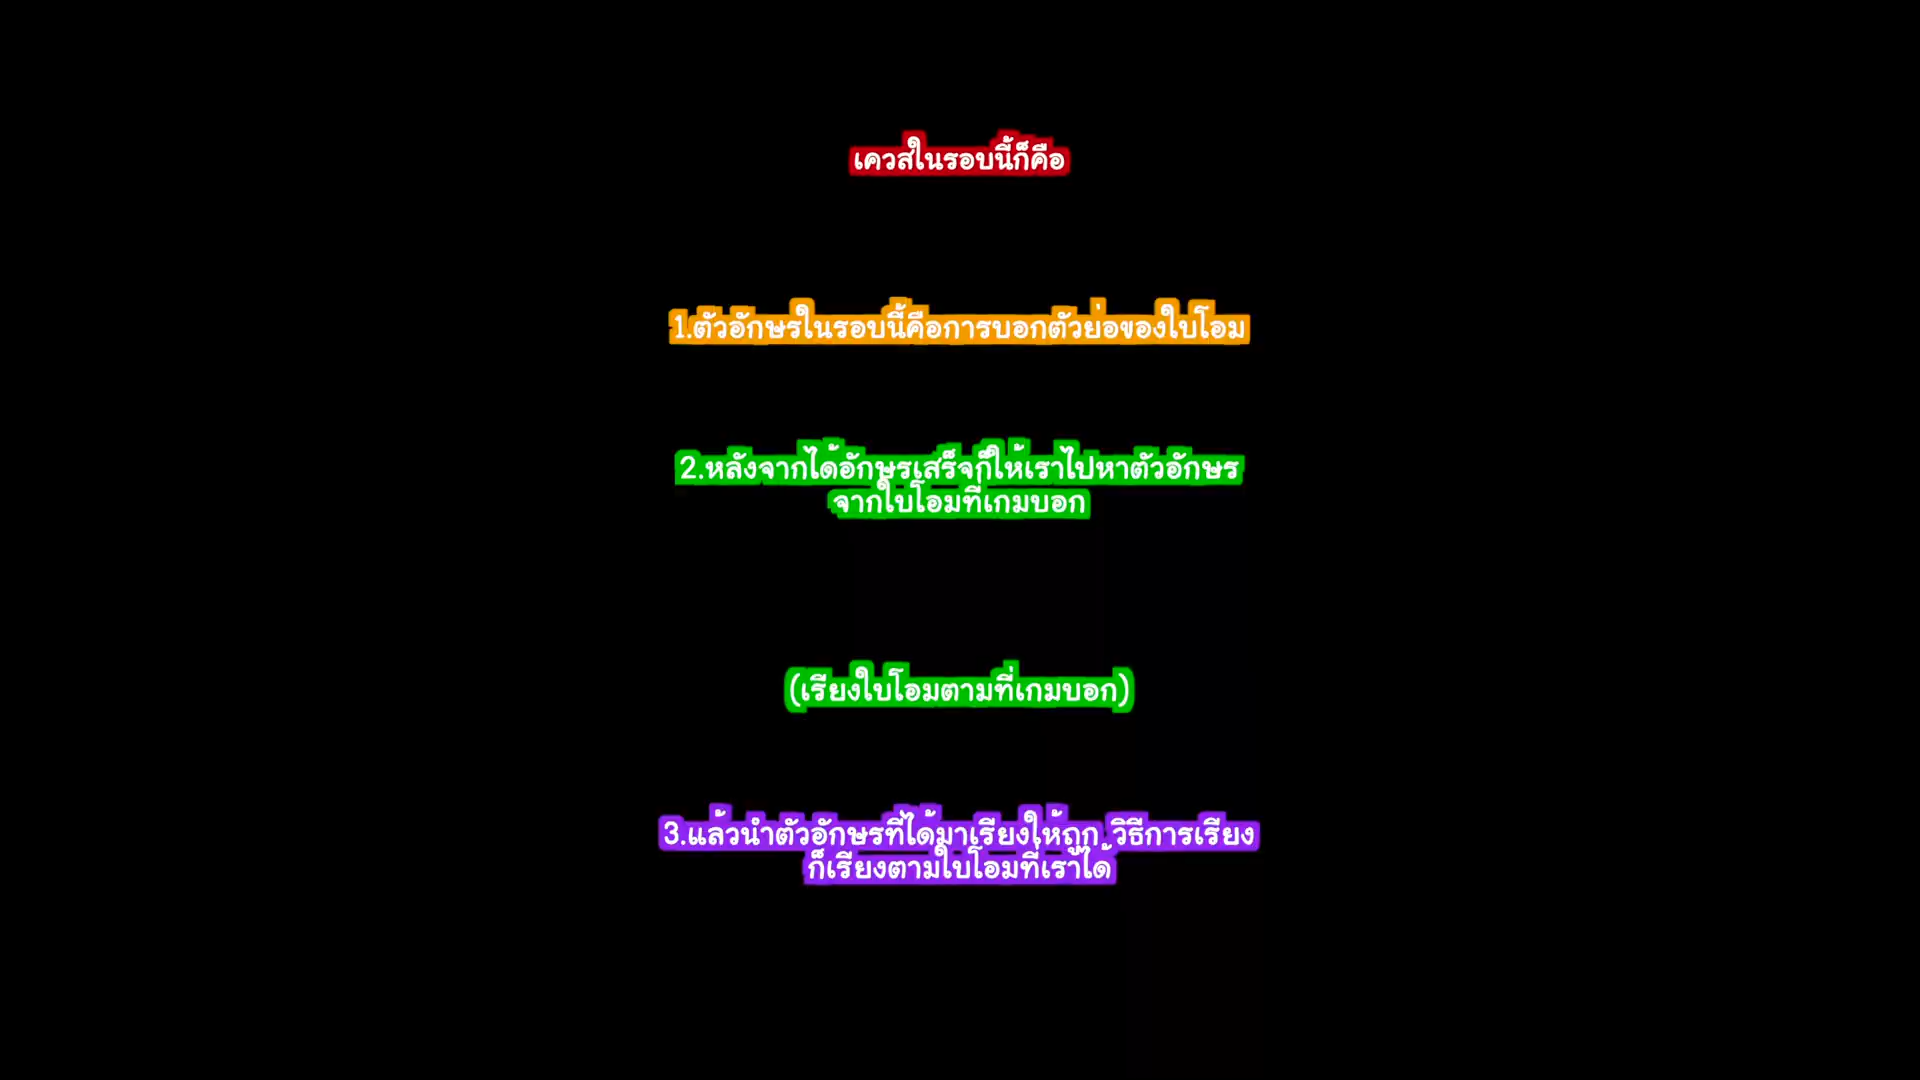 เควสในรอบนี้ก็คือ
1.ตัวอักษรในรอบนี้คือการบอกตัวย่อของใบโอม
2.หลังจากได้อักษรเสร็จก็ให้เราไปหาตัวอักษร
จากใบโอมที่เกมบอก
(เรียงใบโอมตามที่เกมบอก)
3.แล้วนำตัวอักษรที่ได้มาเรียงให้ถูก วิธีการเรียง
ก็เรียงตามใบโอมที่เราได้